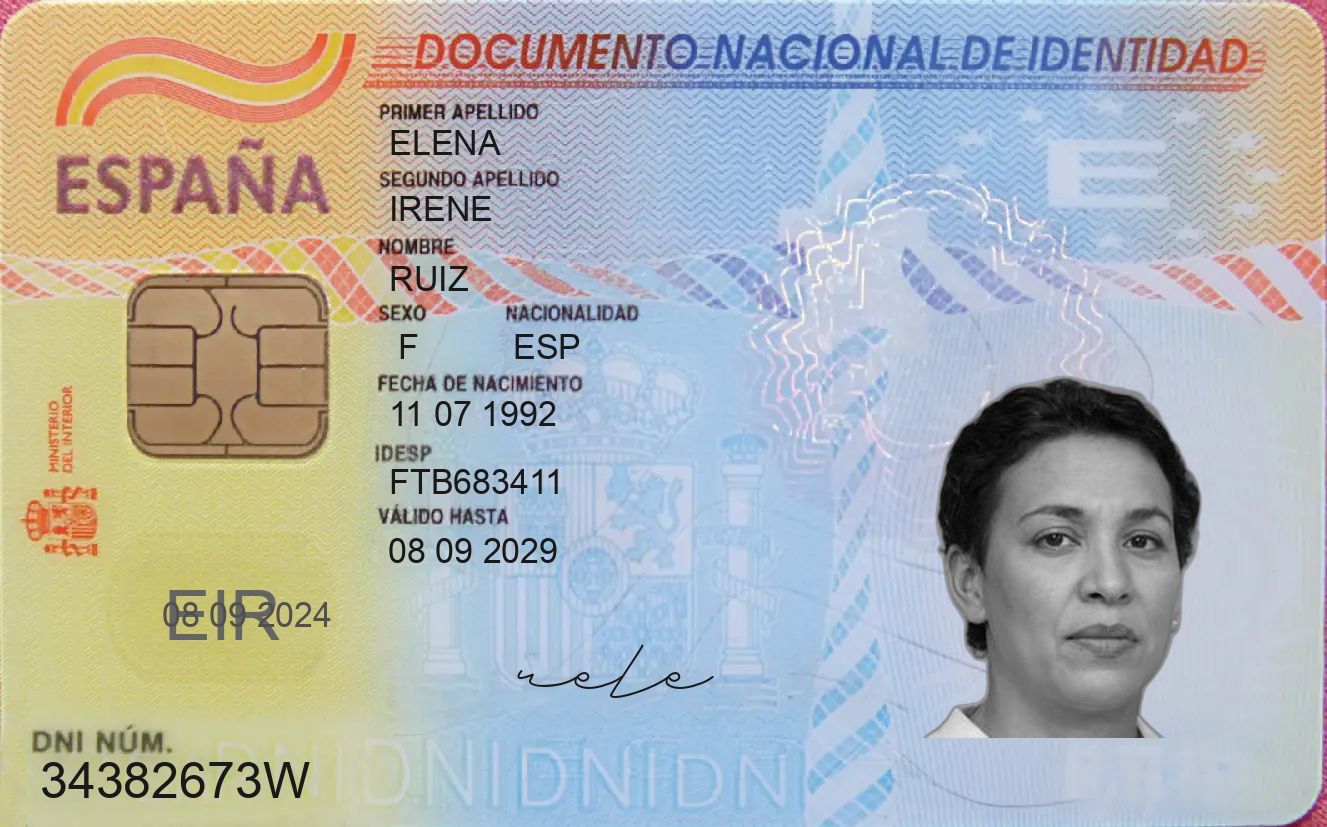 DOCUMENTO NACIONAL DE IDENTIDAD
ESPAÑA
PRIMER APELLIDO
ELENA
SEGUNDO APELLIDO
IRENE
NOMBRE
RUIZ
SEXO NACIONALIDAD
F ESP
FECHA DE NACIMIENTO
11 07 1992
IDESP
FTB683411
VÁLIDO HASTA
08 09 2029
MINISTERIO
DEL INTERIOR
E
EIR
08 09 2024
rele
DNI NÚM.
34382673W
DNIDNIDNIDNI